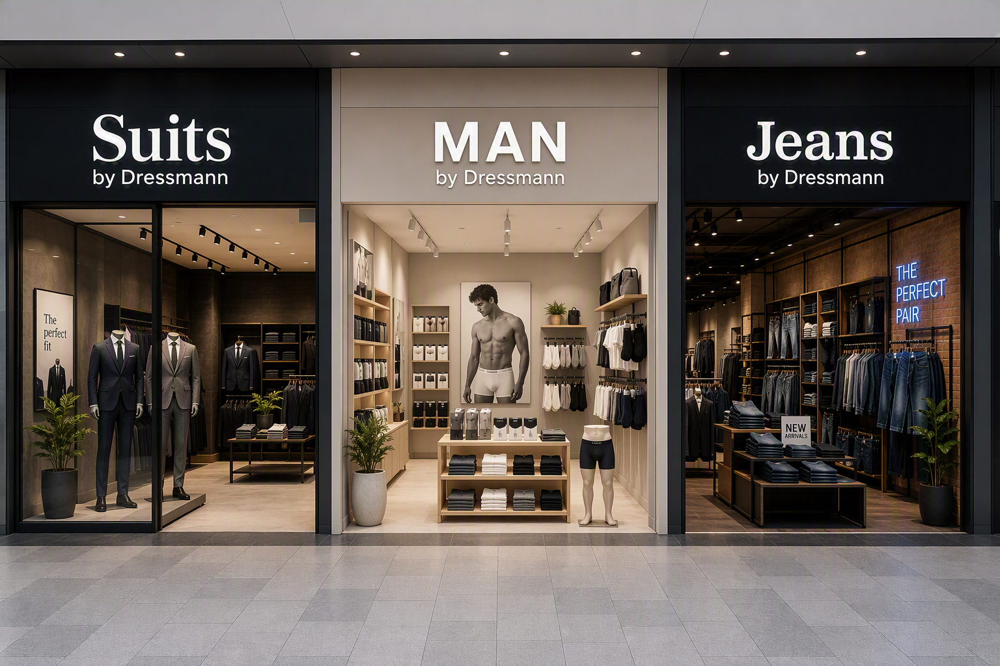 Suits
by Dressmann
MAN
by Dressmann
Jeans
by Dressmann
The
perfect
fit
THE
PERFECT
PAIR
NEW
ARRIVALS